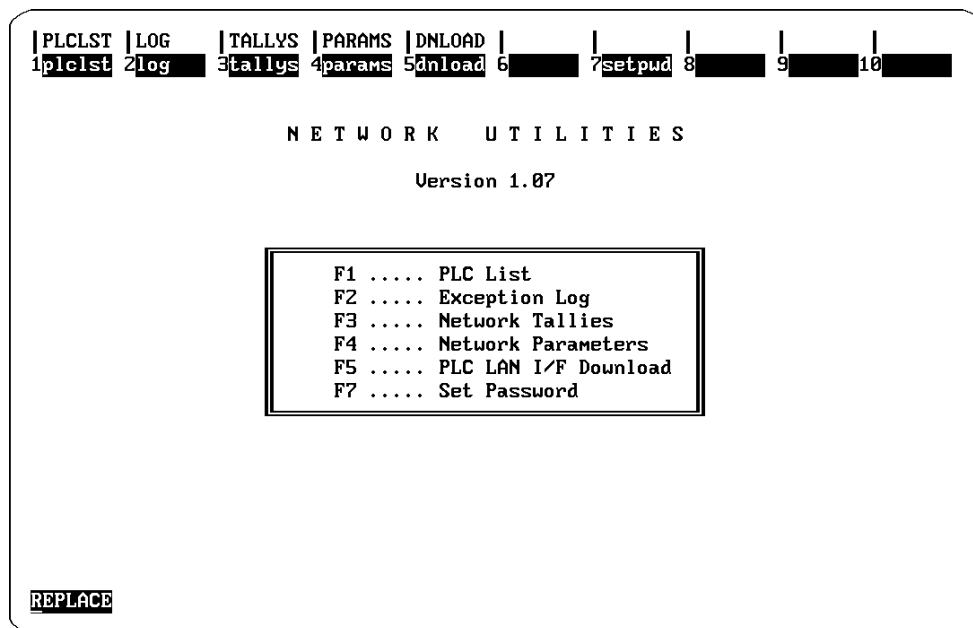 |PLCLST |LOG |TALLYS |PARAMS |DNLOAD | | | | |
1plclst 2log 3tallys 4params 5dnload 6 7setpwd 8 9 10
N E T W O R K U T I L I T I E S
Version 1.07
F1 ..... PLC List
F2 ..... Exception Log
F3 ..... Network Tallies
F4 ..... Network Parameters
F5 ..... PLC LAN I/F Download
F7 ..... Set Password
REPLACE